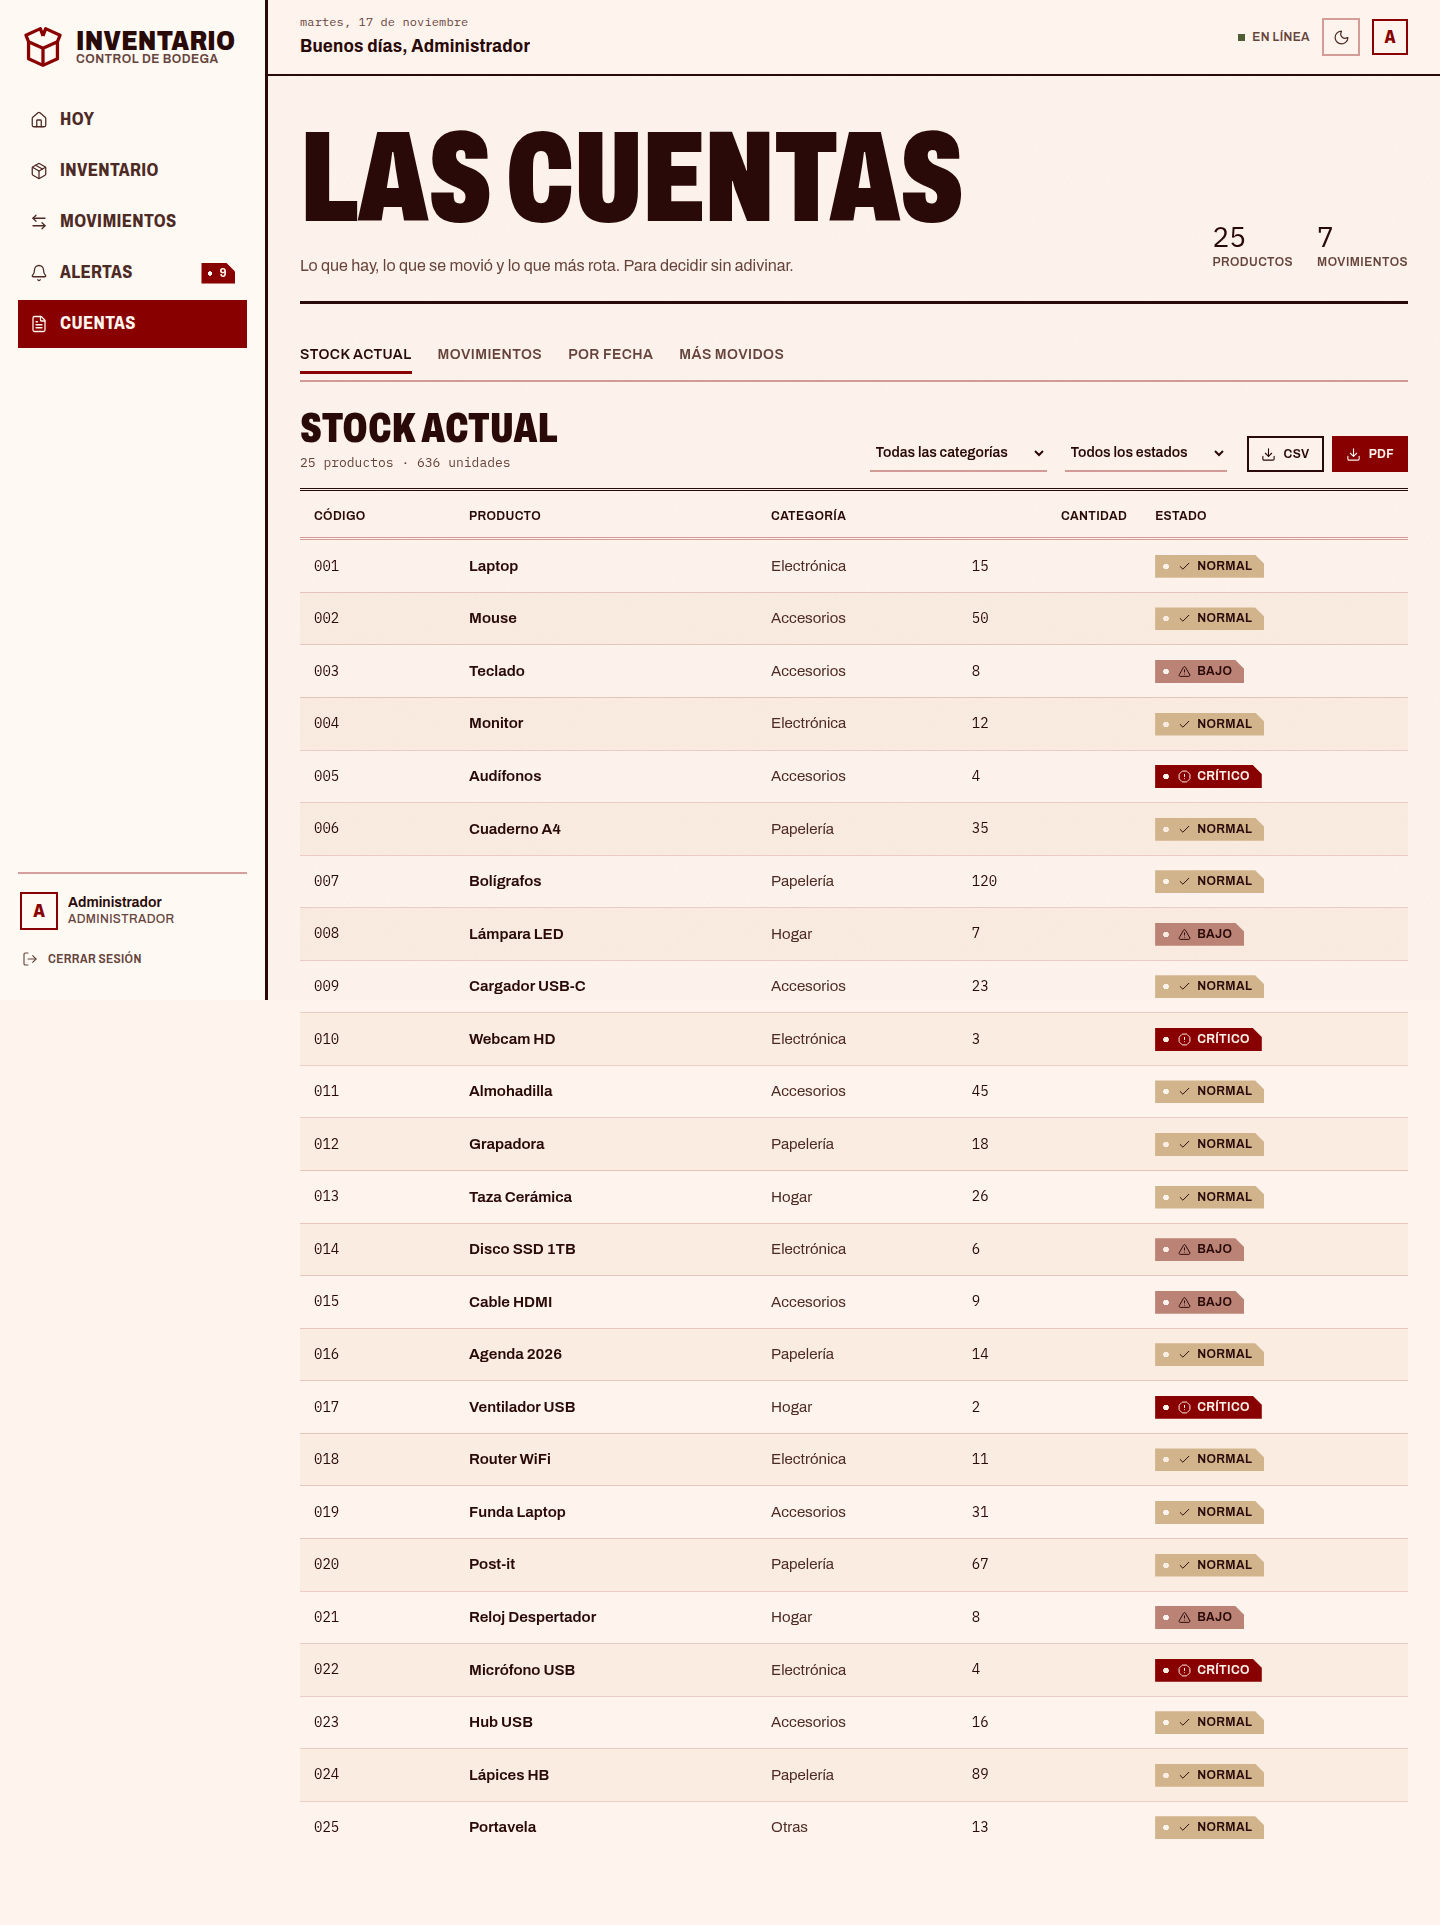 INVENTARIO
CONTROL DE BODEGA
HOY
INVENTARIO
MOVIMIENTOS
ALERTAS 9
CUENTAS
Administrador
ADMINISTRADOR
CERRAR SESIÓN
martes, 17 de noviembre
Buenos días, Administrador
EN LÍNEA
A
LAS CUENTAS
Lo que hay, lo que se movió y lo que más rota. Para decidir sin adivinar.
25 PRODUCTOS
7 MOVIMIENTOS
STOCK ACTUAL MOVIMIENTOS POR FECHA MÁS MOVIDOS
STOCK ACTUAL
25 productos · 636 unidades
Todas las categorías Todos los estados CSV PDF
CÓDIGO PRODUCTO CATEGORÍA CANTIDAD ESTADO
001 Laptop Electrónica 15 NORMAL
002 Mouse Accesorios 50 NORMAL
003 Teclado Accesorios 8 BAJO
004 Monitor Electrónica 12 NORMAL
005 Audífonos Accesorios 4 CRÍTICO
006 Cuaderno A4 Papelería 35 NORMAL
007 Bolígrafos Papelería 120 NORMAL
008 Lámpara LED Hogar 7 BAJO
009 Cargador USB-C Accesorios 23 NORMAL
010 Webcam HD Electrónica 3 CRÍTICO
011 Almohadilla Accesorios 45 NORMAL
012 Grapadora Papelería 18 NORMAL
013 Taza Cerámica Hogar 26 NORMAL
014 Disco SSD 1TB Electrónica 6 BAJO
015 Cable HDMI Accesorios 9 BAJO
016 Agenda 2026 Papelería 14 NORMAL
017 Ventilador USB Hogar 2 CRÍTICO
018 Router WiFi Electrónica 11 NORMAL
019 Funda Laptop Accesorios 31 NORMAL
020 Post-it Papelería 67 NORMAL
021 Reloj Despertador Hogar 8 BAJO
022 Micrófono USB Electrónica 4 CRÍTICO
023 Hub USB Accesorios 16 NORMAL
024 Lápices HB Papelería 89 NORMAL
025 Portavela Otras 13 NORMAL
A